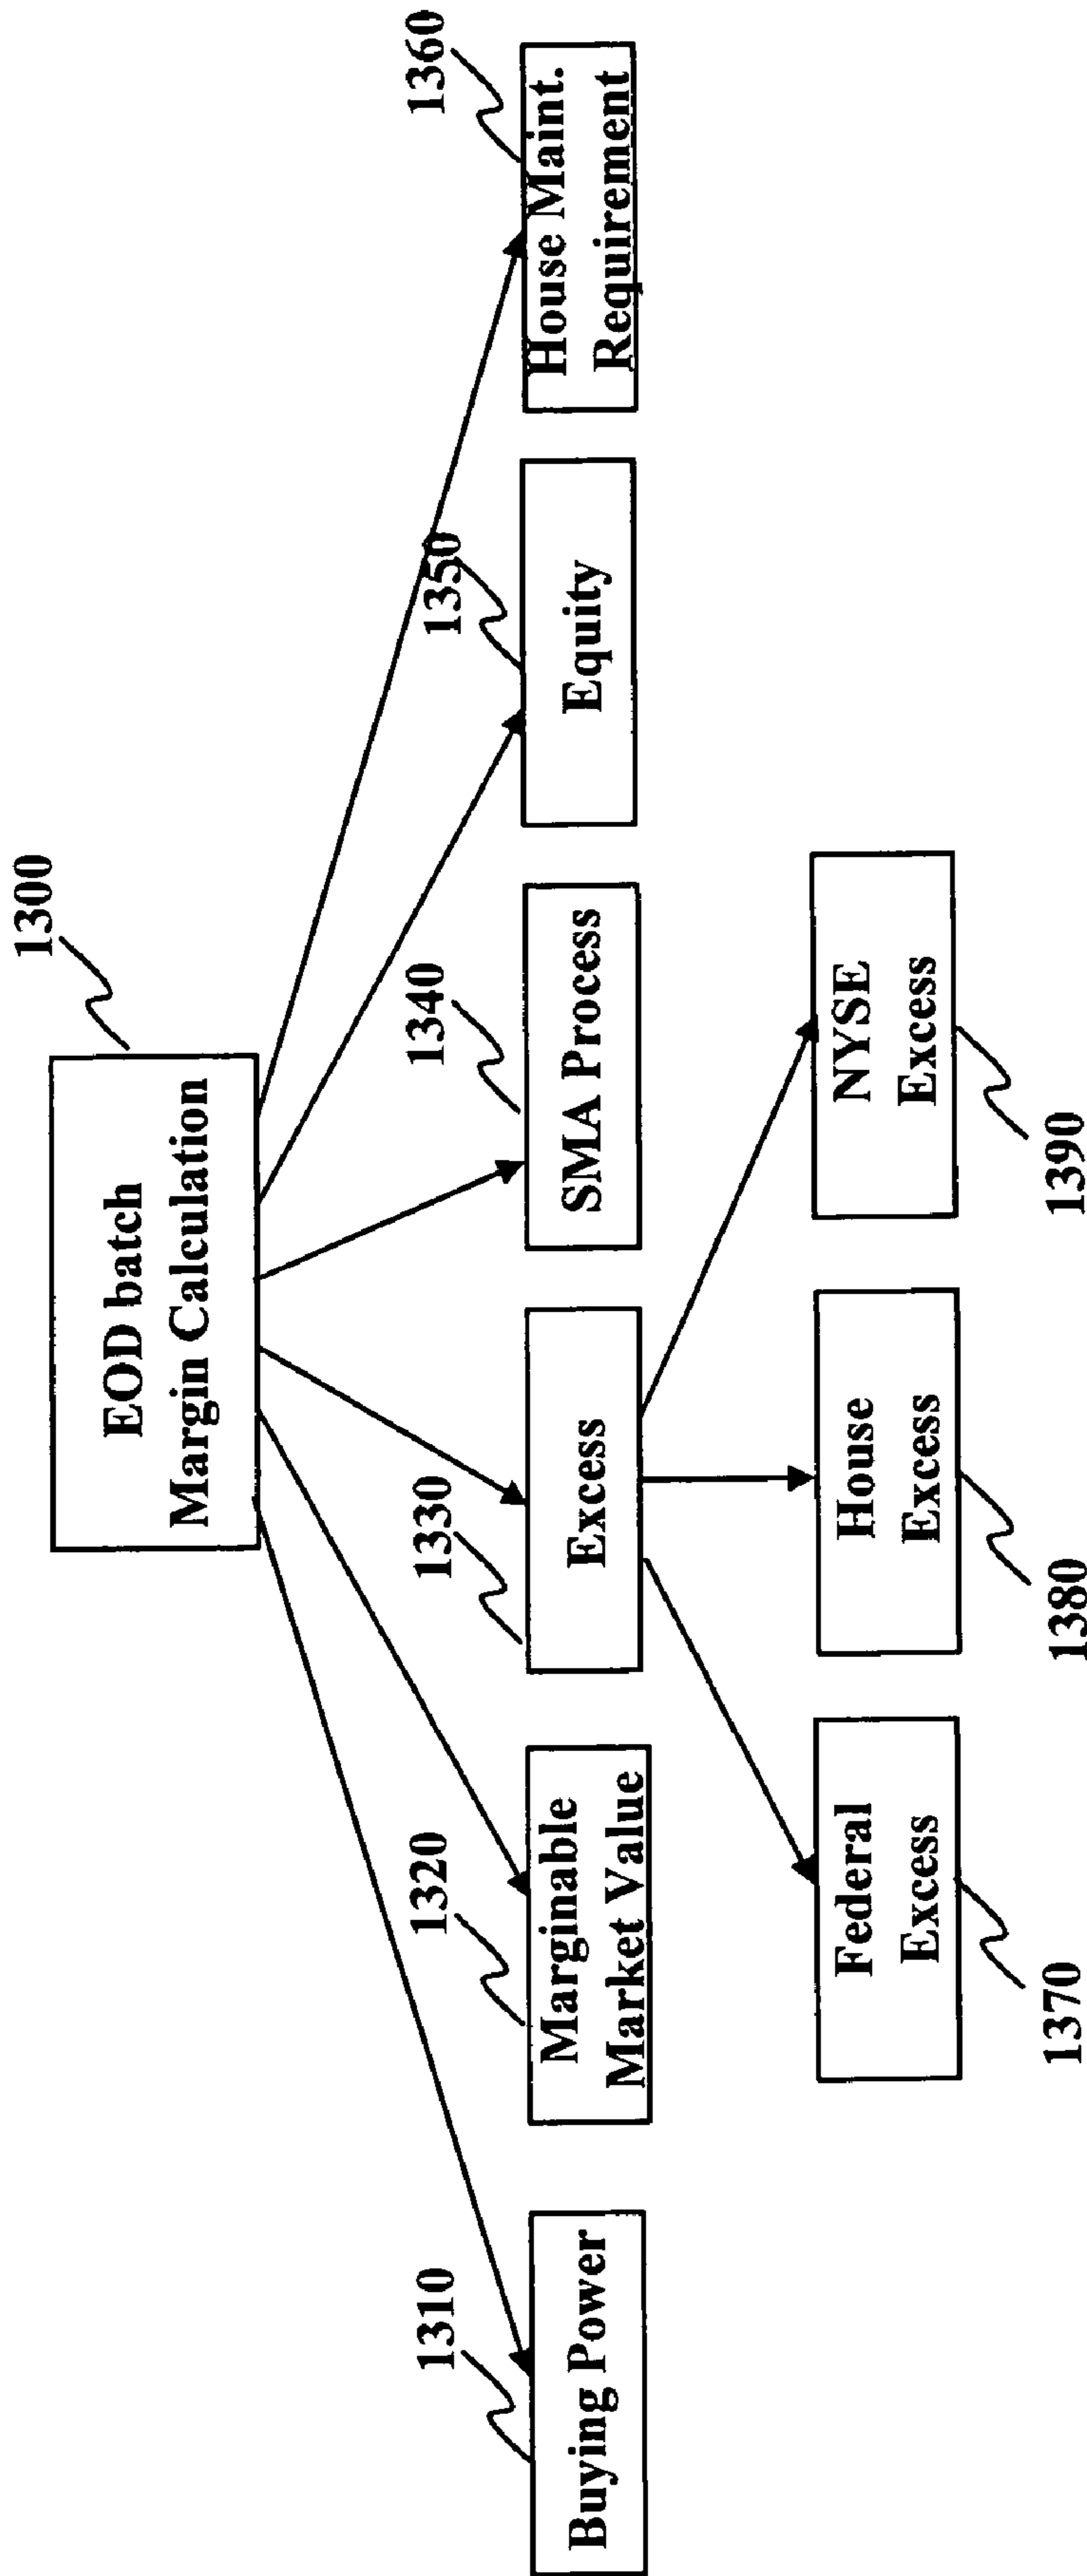 1300
EOD batch
Margin Calculation
1310
Buying Power
1320
Marginable
Market Value
1330
Excess
1340
SMA Process
1350
Equity
1360
House Maint.
Requirement
Federal
Excess
1370
House
Excess
1380
NYSE
Excess
1390